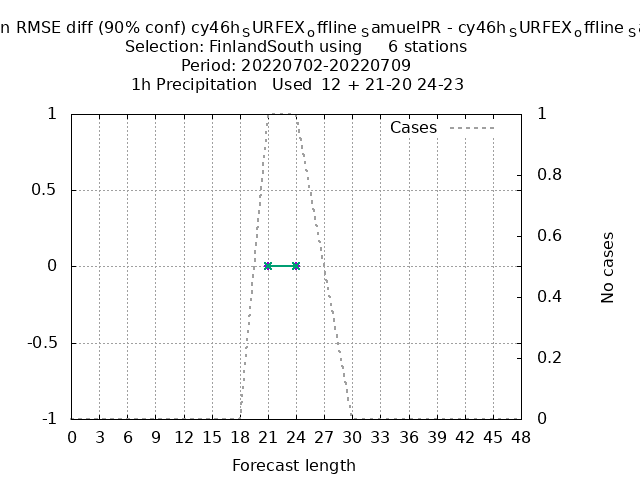 n RMSE diff (90% conf) cy46h_SURFEX_offline_samuelPR - cy46h_SURFEX_offline_s
Selection: FinlandSouth using 6 stations
Period: 20220702-20220709
1h Precipitation Used 12 + 21-20 24-23
Cases
1
0.5
0
-0.5
-1
1
0.8
0.6
0.4
0.2
0
No cases
0 3 6 9 12 15 18 21 24 27 30 33 36 39 42 45 48
Forecast length